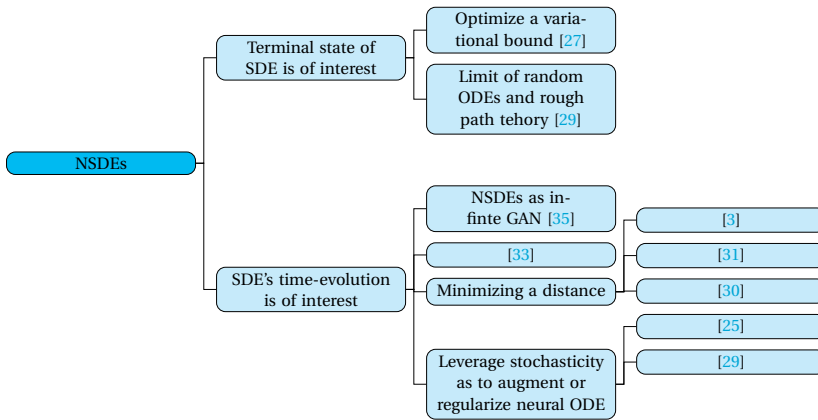 NSDEs
Terminal state of
SDE is of interest
Optimize a varia-
tional bound [27]
Limit of random
ODEs and rough
path tehory [29]
SDE's time-evolution
is of interest
NSDEs as in-
finte GAN [35]
[33]
Minimizing a distance
[3]
[31]
[30]
Leverage stochasticity
as to augment or
regularize neural ODE
[25]
[29]